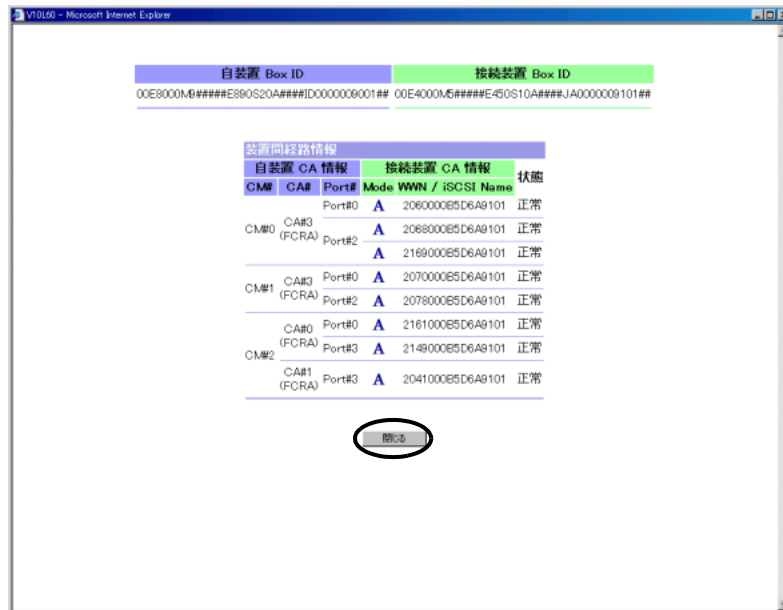 V10L60 - Microsoft Internet Explorer
自装置 Box ID 接続装置 Box ID
00E8000M9#####E890S20A####ID0000009001## 00E4000M5#####E450S10A####JA0000009101##
装置間経路情報
自装置 CA 情報 接続装置 CA 情報 状態
CM# CA# Port# Mode WWN / iSCSI Name
CM#0 CA#3 (FCRA) Port#0 A 2060000B5D6A9101 正常
Port#2 A 2068000B5D6A9101 正常
A 2169000B5D6A9101 正常
CM#1 CA#3 (FCRA) Port#0 A 2070000B5D6A9101 正常
Port#2 A 2078000B5D6A9101 正常
CM#2 CA#0 (FCRA) Port#0 A 2161000B5D6A9101 正常
Port#3 A 2149000B5D6A9101 正常
CA#1 (FCRA) Port#3 A 2041000B5D6A9101 正常
閉じる